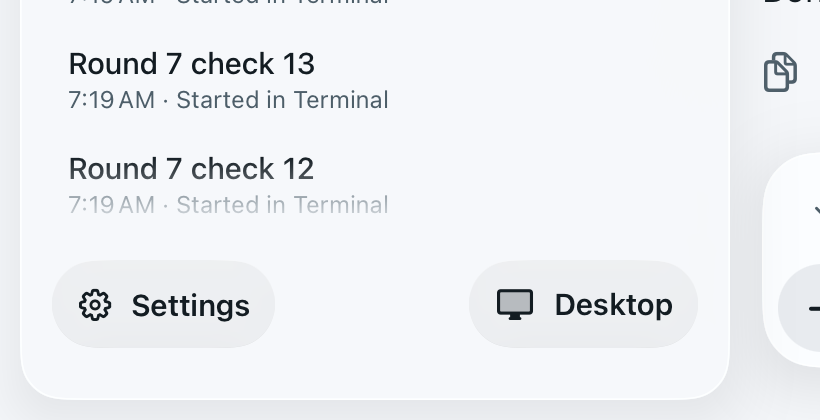 Round 7 check 13
7:19 AM · Started in Terminal
Round 7 check 12
7:19 AM · Started in Terminal
Settings
Desktop